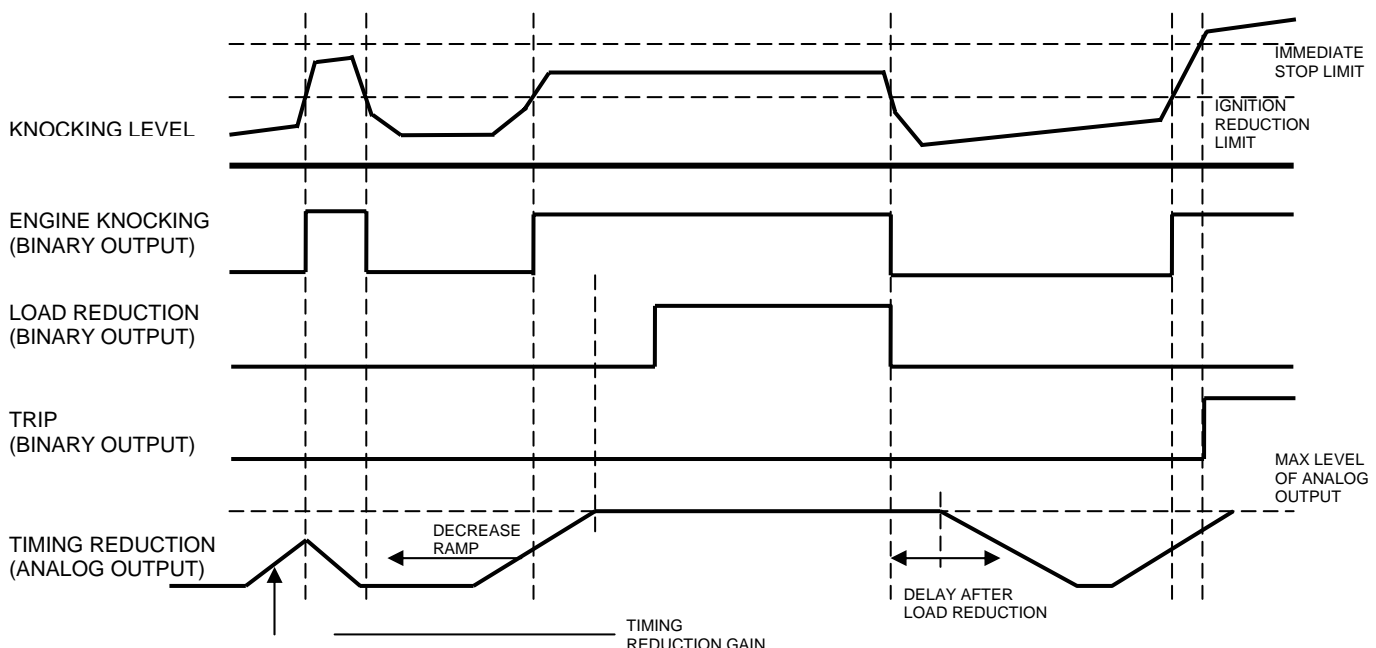 IMMEDIATE
STOP LIMIT
IGNITION
REDUCTION
LIMIT
KNOCKING LEVEL
ENGINE KNOCKING
(BINARY OUTPUT)
LOAD REDUCTION
(BINARY OUTPUT)
TRIP
(BINARY OUTPUT)
MAX LEVEL
OF ANALOG
OUTPUT
TIMING REDUCTION
(ANALOG OUTPUT)
DECREASE
RAMP
DELAY AFTER
LOAD REDUCTION
TIMING
REDUCTION GAIN